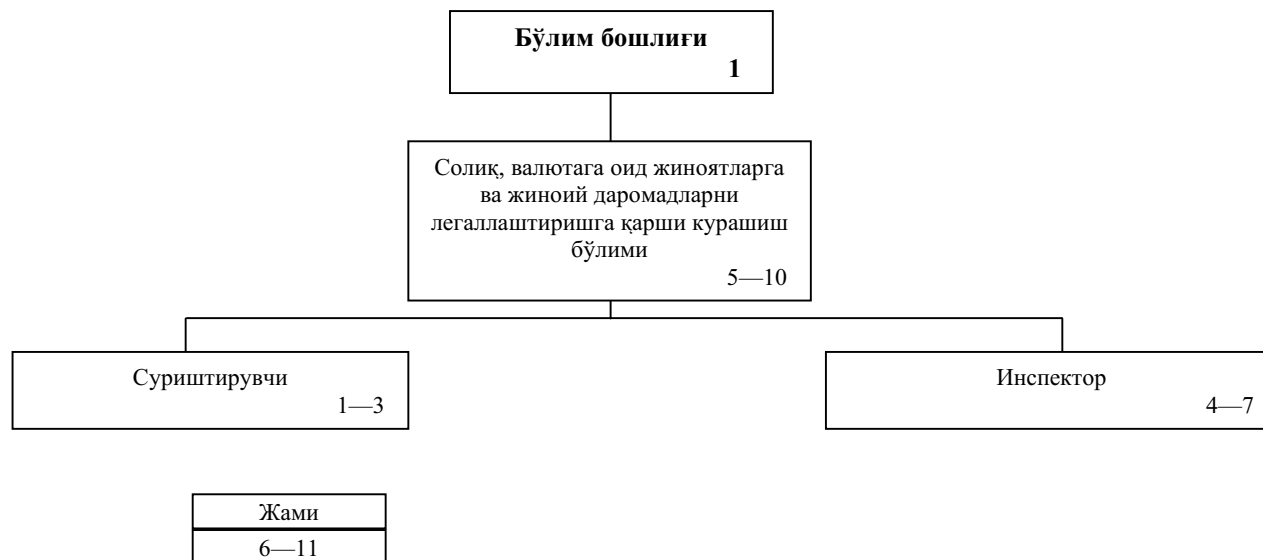 Бўлим бошлиғи
1
Солиқ, валютага оид жиноятларга
ва жиноий даромадларни
легаллаштиришга қарши курашиш
бўлими
5—10
Суриштирувчи
1—3
Инспектор
4—7
Жами
6—11